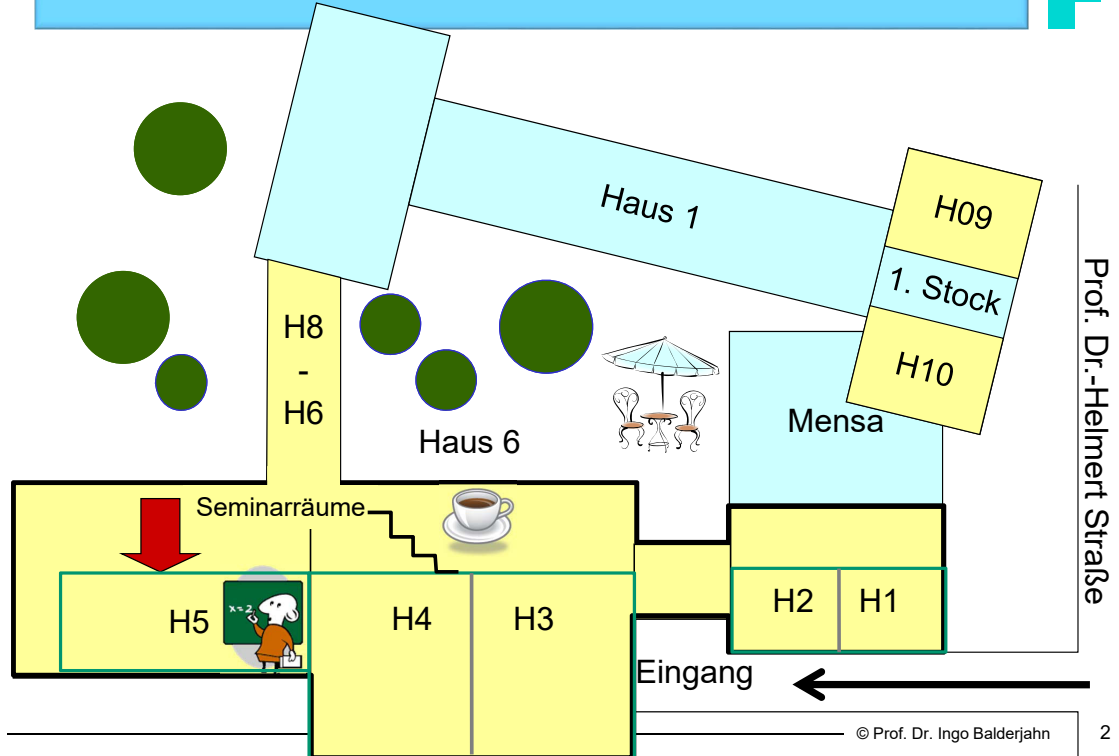 Haus 1
H09
1. Stock
H10
Prof. Dr.-Helmert Straße
H8
-
H6
Mensa
Haus 6
Seminarräume
H5
x=2
H4
H3
H2
H1
Eingang
© Prof. Dr. Ingo Balderjahn
2